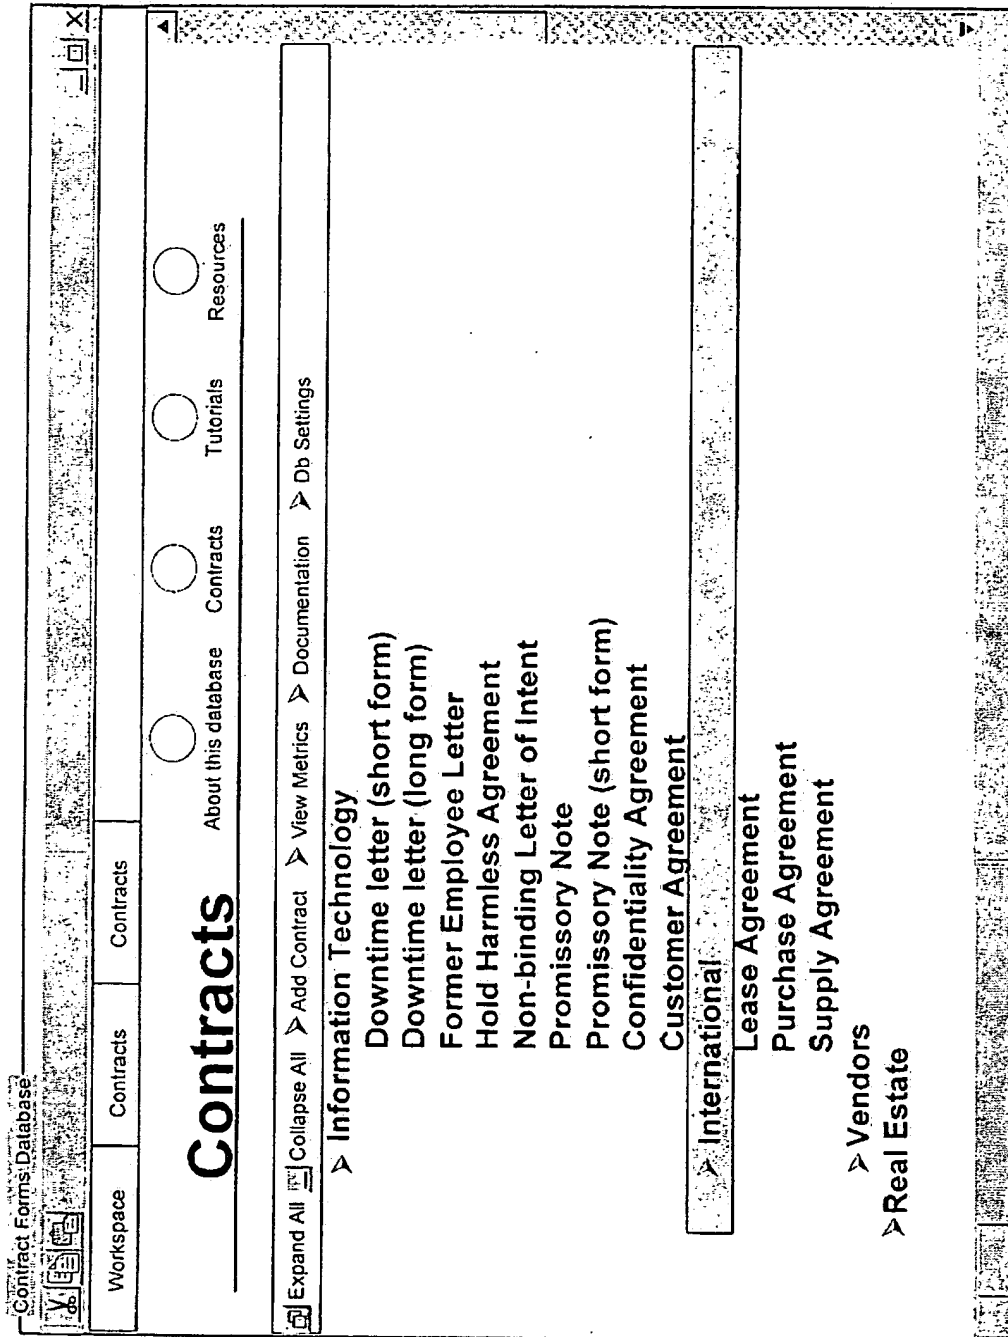 Contract Forms Database
Workspace Contracts Contracts
Contracts
About this database Contracts Tutorials Resources
Expand All Collapse All ➢ Add Contract ➢ View Metrics ➢ Documentation ➢ Db Settings
➢ Information Technology
Downtime letter (short form)
Downtime letter (long form)
Former Employee Letter
Hold Harmless Agreement
Non-binding Letter of Intent
Promissory Note
Promissory Note (short form)
Confidentiality Agreement
Customer Agreement
➢ International
Lease Agreement
Purchase Agreement
Supply Agreement
➢ Vendors
➢ Real Estate